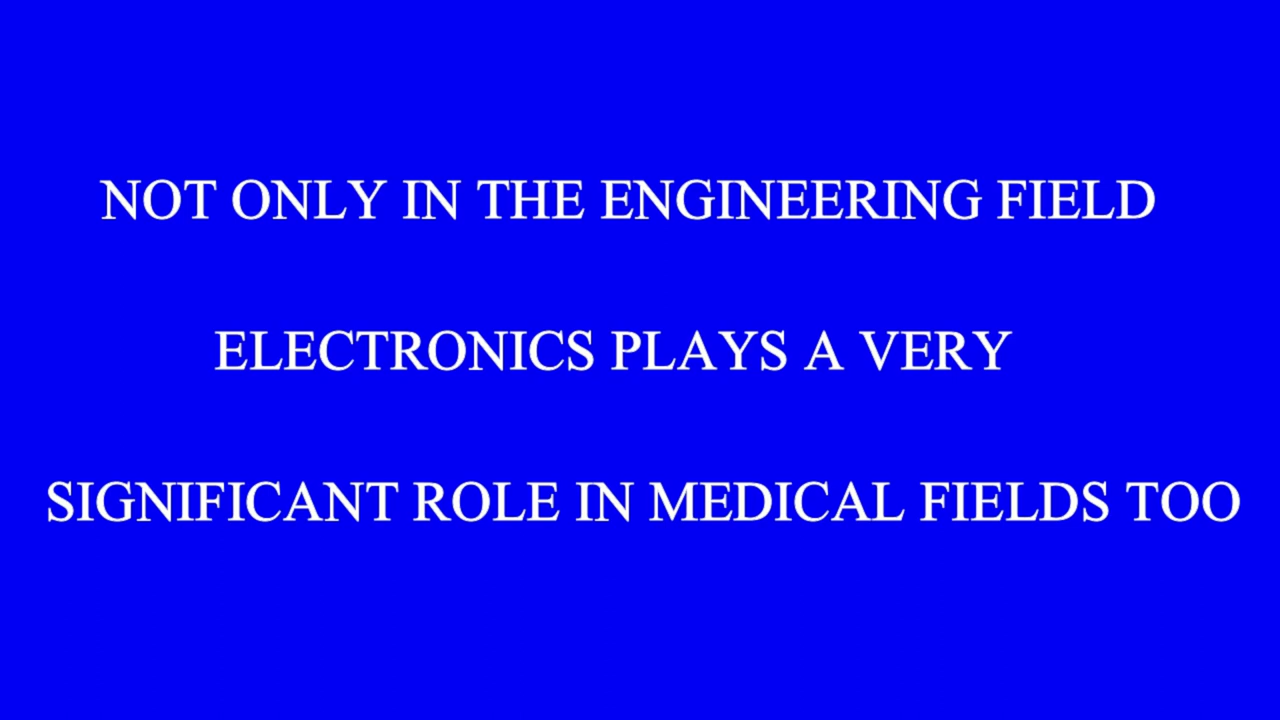 NOT ONLY IN THE ENGINEERING FIELD
ELECTRONICS PLAYS A VERY
SIGNIFICANT ROLE IN MEDICAL FIELDS TOO